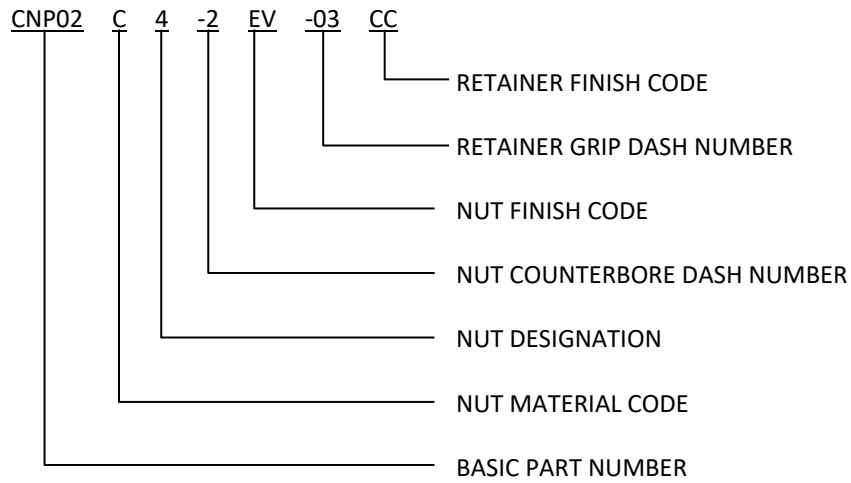 CNP02 C 4 -2 EV -03 CC
RETAINER FINISH CODE
RETAINER GRIP DASH NUMBER
NUT FINISH CODE
NUT COUNTERBORE DASH NUMBER
NUT DESIGNATION
NUT MATERIAL CODE
BASIC PART NUMBER